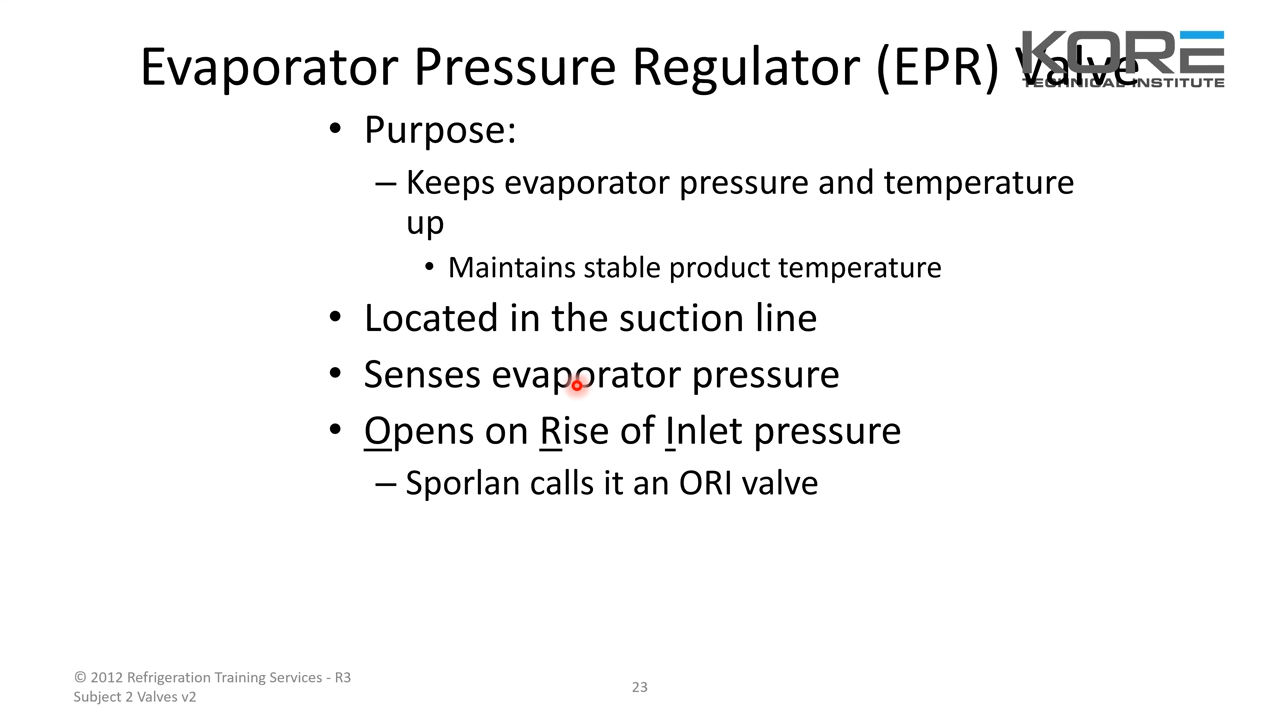 Evaporator Pressure Regulator (EPR) Valve
KORE
TECHNICAL INSTITUTE
• Purpose:
– Keeps evaporator pressure and temperature
up
• Maintains stable product temperature
• Located in the suction line
• Senses evaporator pressure
• Opens on Rise of Inlet pressure
– Sporlan calls it an ORI valve
© 2012 Refrigeration Training Services - R3
Subject 2 Valves v2
23